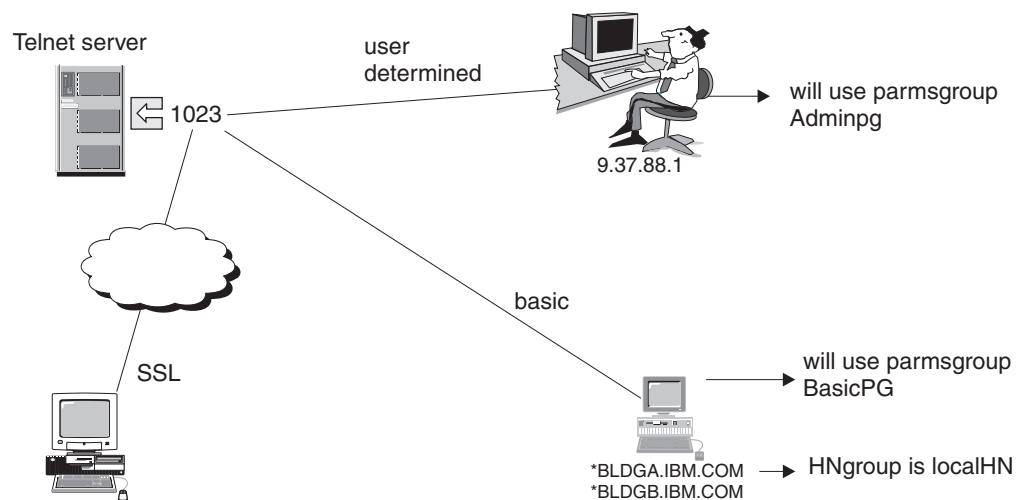 Telnet server
user
determined
1023
will use parmsgroup
Adminpg
9.37.88.1
basic
SSL
will use parmsgroup
BasicPG
*BLDGA.IBM.COM
*BLDGB.IBM.COM
HNgroup is localHN